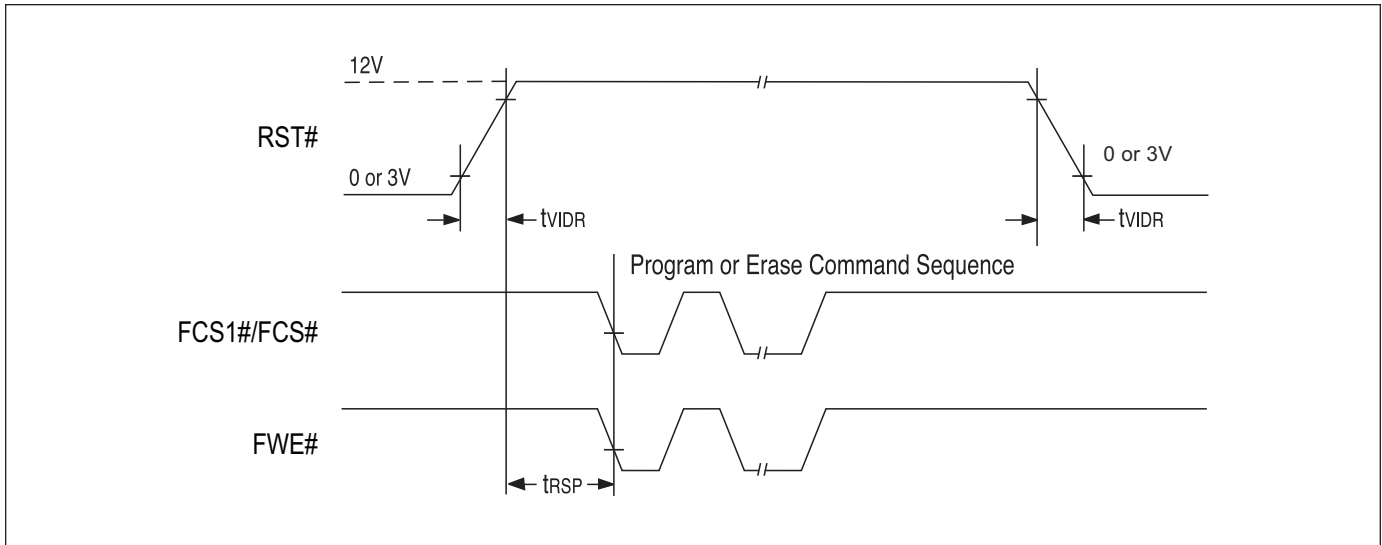 12V
RST#
0 or 3V
0 or 3V
tVIDR
tVIDR
Program or Erase Command Sequence
FCS1#/FCS#
FWE#
tRSP